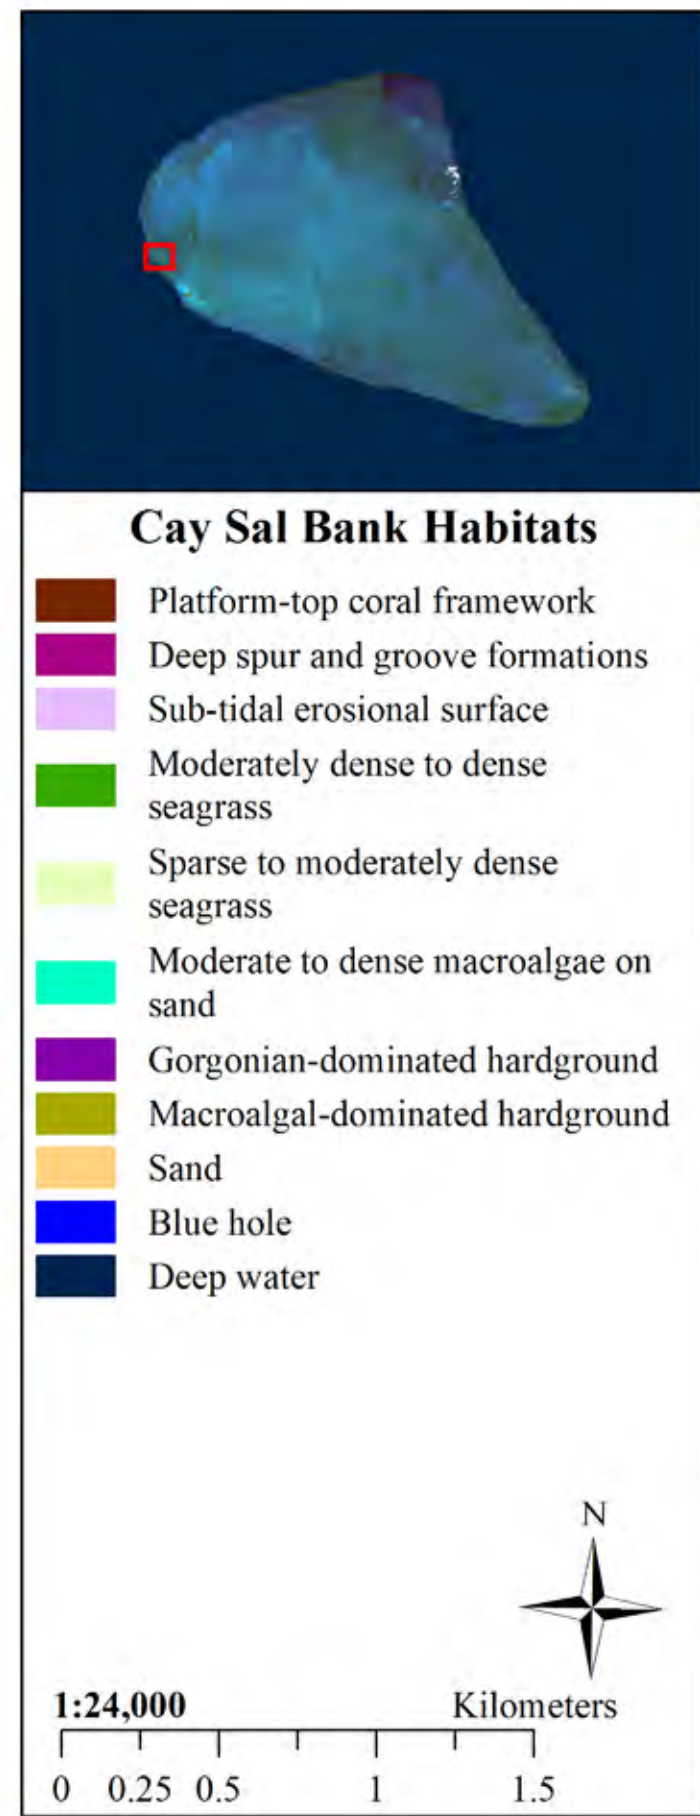 Cay Sal Bank Habitats
Platform-top coral framework
Deep spur and groove formations
Sub-tidal erosional surface
Moderately dense to dense
seagrass
Sparse to moderately dense
seagrass
Moderate to dense macroalgae on
sand
Gorgonian-dominated hardground
Macroalgal-dominated hardground
Sand
Blue hole
Deep water
N
1:24,000 Kilometers
0 0.25 0.5 1 1.5